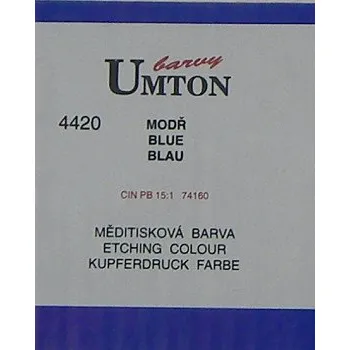 barvy
UMTON
4420 MODŘ
BLUE
BLAU
CIN PB 15:1 74160
MĚDITISKOVÁ BARVA
ETCHING COLOUR
KUPFERDRUCK FARBE